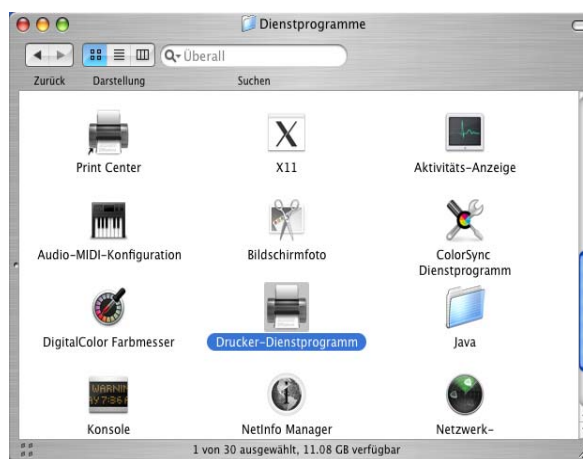 Dienstprogramme
Überall
Zurück Darstellung Suchen
Print Center X11 Aktivitäts-Anzeige
Audio-MIDI-Konfiguration Bildschirmfoto ColorSync
Dienstprogramm
DigitalColor Farbmesser Drucker-Dienstprogramm Java
WARNIN
Konsole NetInfo Manager Netzwerk-
1 von 30 ausgewählt, 11.08 GB verfügbar